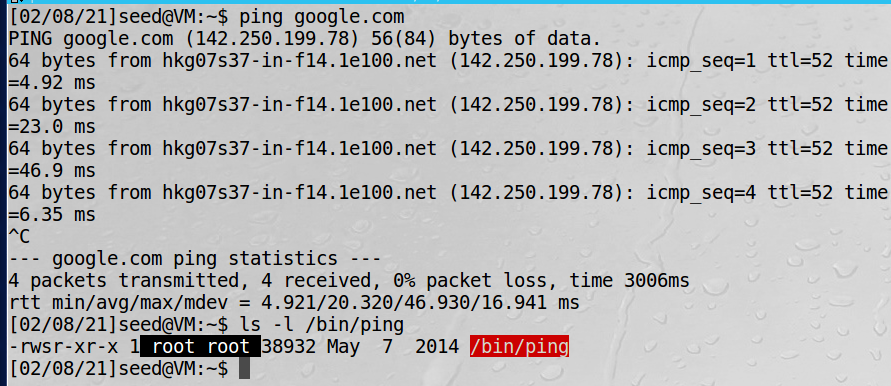 [02/08/21]seed@VM:~$ ping google.com
PING google.com (142.250.199.78) 56(84) bytes of data.
64 bytes from hkg07s37-in-f14.1e100.net (142.250.199.78): icmp_seq=1 ttl=52 time
=4.92 ms
64 bytes from hkg07s37-in-f14.1e100.net (142.250.199.78): icmp_seq=2 ttl=52 time
=23.0 ms
64 bytes from hkg07s37-in-f14.1e100.net (142.250.199.78): icmp_seq=3 ttl=52 time
=46.9 ms
64 bytes from hkg07s37-in-f14.1e100.net (142.250.199.78): icmp_seq=4 ttl=52 time
=6.35 ms
^C
--- google.com ping statistics ---
4 packets transmitted, 4 received, 0% packet loss, time 3006ms
rtt min/avg/max/mdev = 4.921/20.320/46.930/16.941 ms
[02/08/21]seed@VM:~$ ls -l /bin/ping
-rwsr-xr-x 1 root root 38932 May  7  2014 /bin/ping
[02/08/21]seed@VM:~$